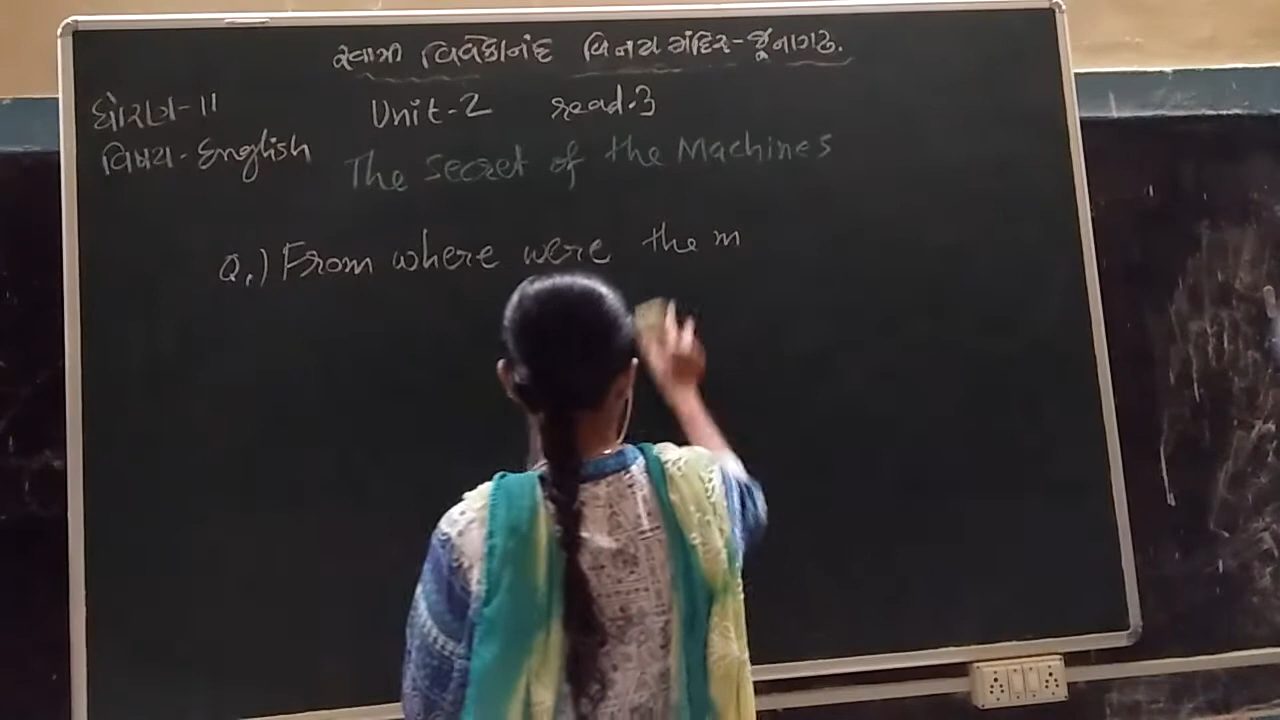 સ્વામી વિવેકાનંદ વિનય મંદિર-જૂનાગઢ.
ધોરણ-11
Unit-2 read.3
વિષય-English
The Secret of the Machines
Q.) From where were the m